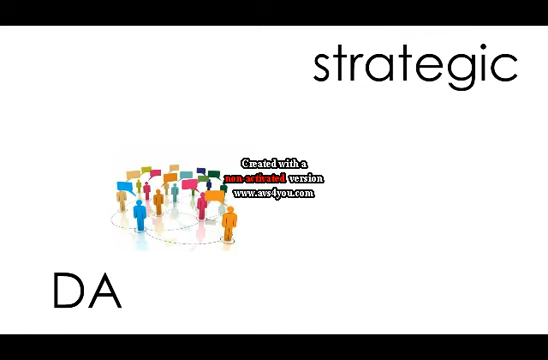 strategic
Created with a
non-activated version
www.avs4you.com
DA